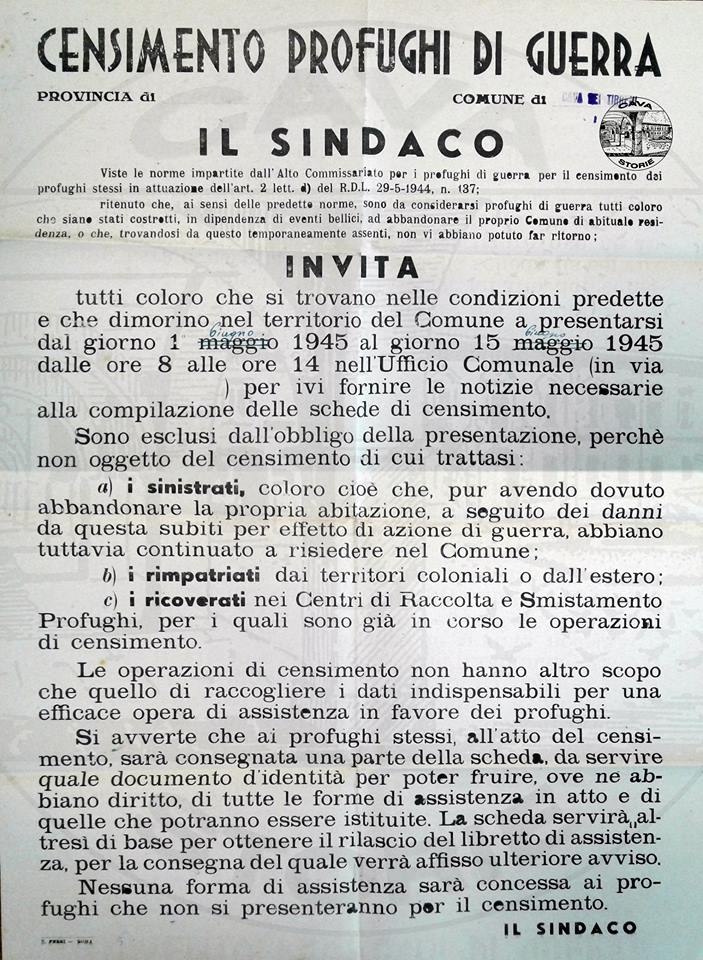 CENSIMENTO PROFUGHI DI GUERRA
PROVINCIA di COMUNE di CAVA DEI TIRRENI
CAVA
STORIE
IL SINDACO
Viste le norme impartite dall'Alto Commissariato per i profughi di guerra per il censimento dei
profughi stessi in attuazione dell'art. 2 lett. d) del R.D.L. 29-5-1944, n. 137;
ritenuto che, ai sensi delle predette norme, sono da considerarsi profughi di guerra tutti coloro
che siano stati costretti, in dipendenza di eventi bellici, ad abbandonare il proprio Comune di abituale resi-
denza, o che, trovandosi da questo temporaneamente assenti, non vi abbiano potuto far ritorno;
INVITA
tutti coloro che si trovano nelle condizioni predette
e che dimorino nel territorio del Comune a presentarsi
Giugno Giugno
dal giorno 1 maggio 1945 al giorno 15 maggio 1945
dalle ore 8 alle ore 14 nell'Ufficio Comunale (in via
) per ivi fornire le notizie necessarie
alla compilazione delle schede di censimento.
Sono esclusi dall'obbligo della presentazione, perchè
non oggetto del censimento di cui trattasi:
a) i sinistrati, coloro cioè che, pur avendo dovuto
abbandonare la propria abitazione, a seguito dei danni
da questa subiti per effetto di azione di guerra, abbiano
tuttavia continuato a risiedere nel Comune;
b) i rimpatriati dai territori coloniali o dall'estero;
c) i ricoverati nei Centri di Raccolta e Smistamento
Profughi, per i quali sono già in corso le operazioni
di censimento.
Le operazioni di censimento non hanno altro scopo
che quello di raccogliere i dati indispensabili per una
efficace opera di assistenza in favore dei profughi.
Si avverte che ai profughi stessi, all'atto del censi-
mento, sarà consegnata una parte della scheda, da servire
quale documento d'identità per poter fruire, ove ne ab-
biano diritto, di tutte le forme di assistenza in atto e di
quelle che potranno essere istituite. La scheda servirà, al-
tresì di base per ottenere il rilascio del libretto di assisten-
za, per la consegna del quale verrà affisso ulteriore avviso.
Nessuna forma di assistenza sarà concessa ai pro-
fughi che non si presenteranno per il censimento.
IL SINDACO
ROMA